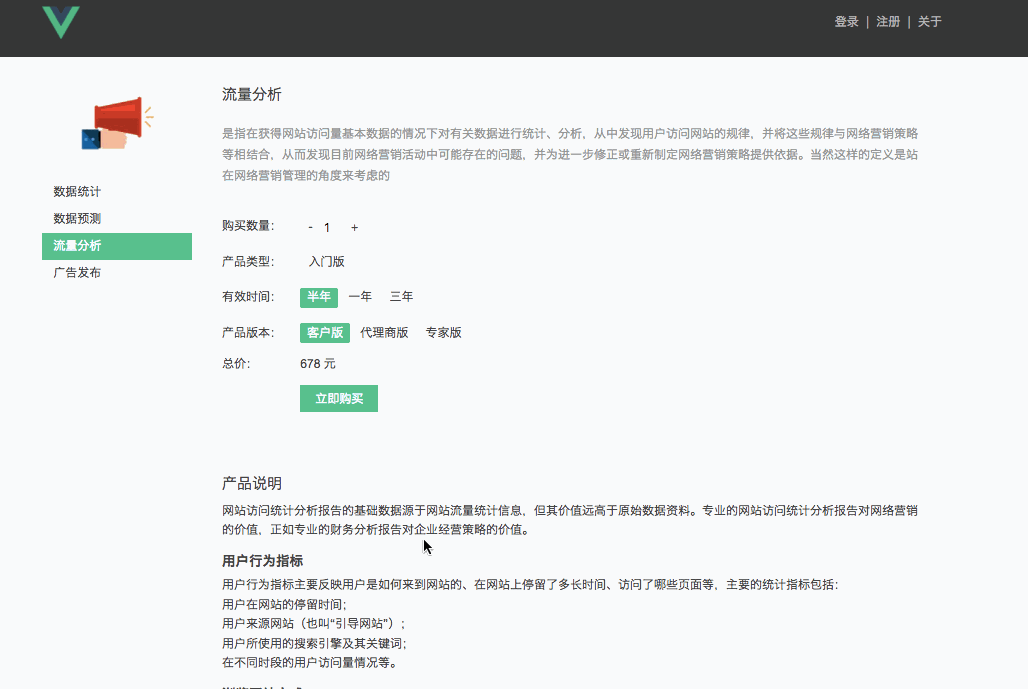 登录 | 注册 | 关于
流量分析
是指在获得网站访问量基本数据的情况下对有关数据进行统计、分析，从中发现用户访问网站的规律，并将这些规律与网络营销策略
等相结合，从而发现目前网络营销活动中可能存在的问题，并为进一步修正或重新制定网络营销策略提供依据。当然这样的定义是站
在网络营销管理的角度来考虑的
数据统计
数据预测
流量分析
广告发布
购买数量： - 1 +
产品类型： 入门版
有效时间： 半年 一年 三年
产品版本： 客户版 代理商版 专家版
总价： 678 元
立即购买
产品说明
网站访问统计分析报告的基础数据源于网站流量统计信息，但其价值远高于原始数据资料。专业的网站访问统计分析报告对网络营销
的价值，正如专业的财务分析报告对企业经营策略的价值。
用户行为指标
用户行为指标主要反映用户是如何来到网站的、在网站上停留了多长时间、访问了哪些页面等，主要的统计指标包括：
用户在网站的停留时间；
用户来源网站（也叫“引导网站”）；
用户所使用的搜索引擎及其关键词；
在不同时段的用户访问量情况等。